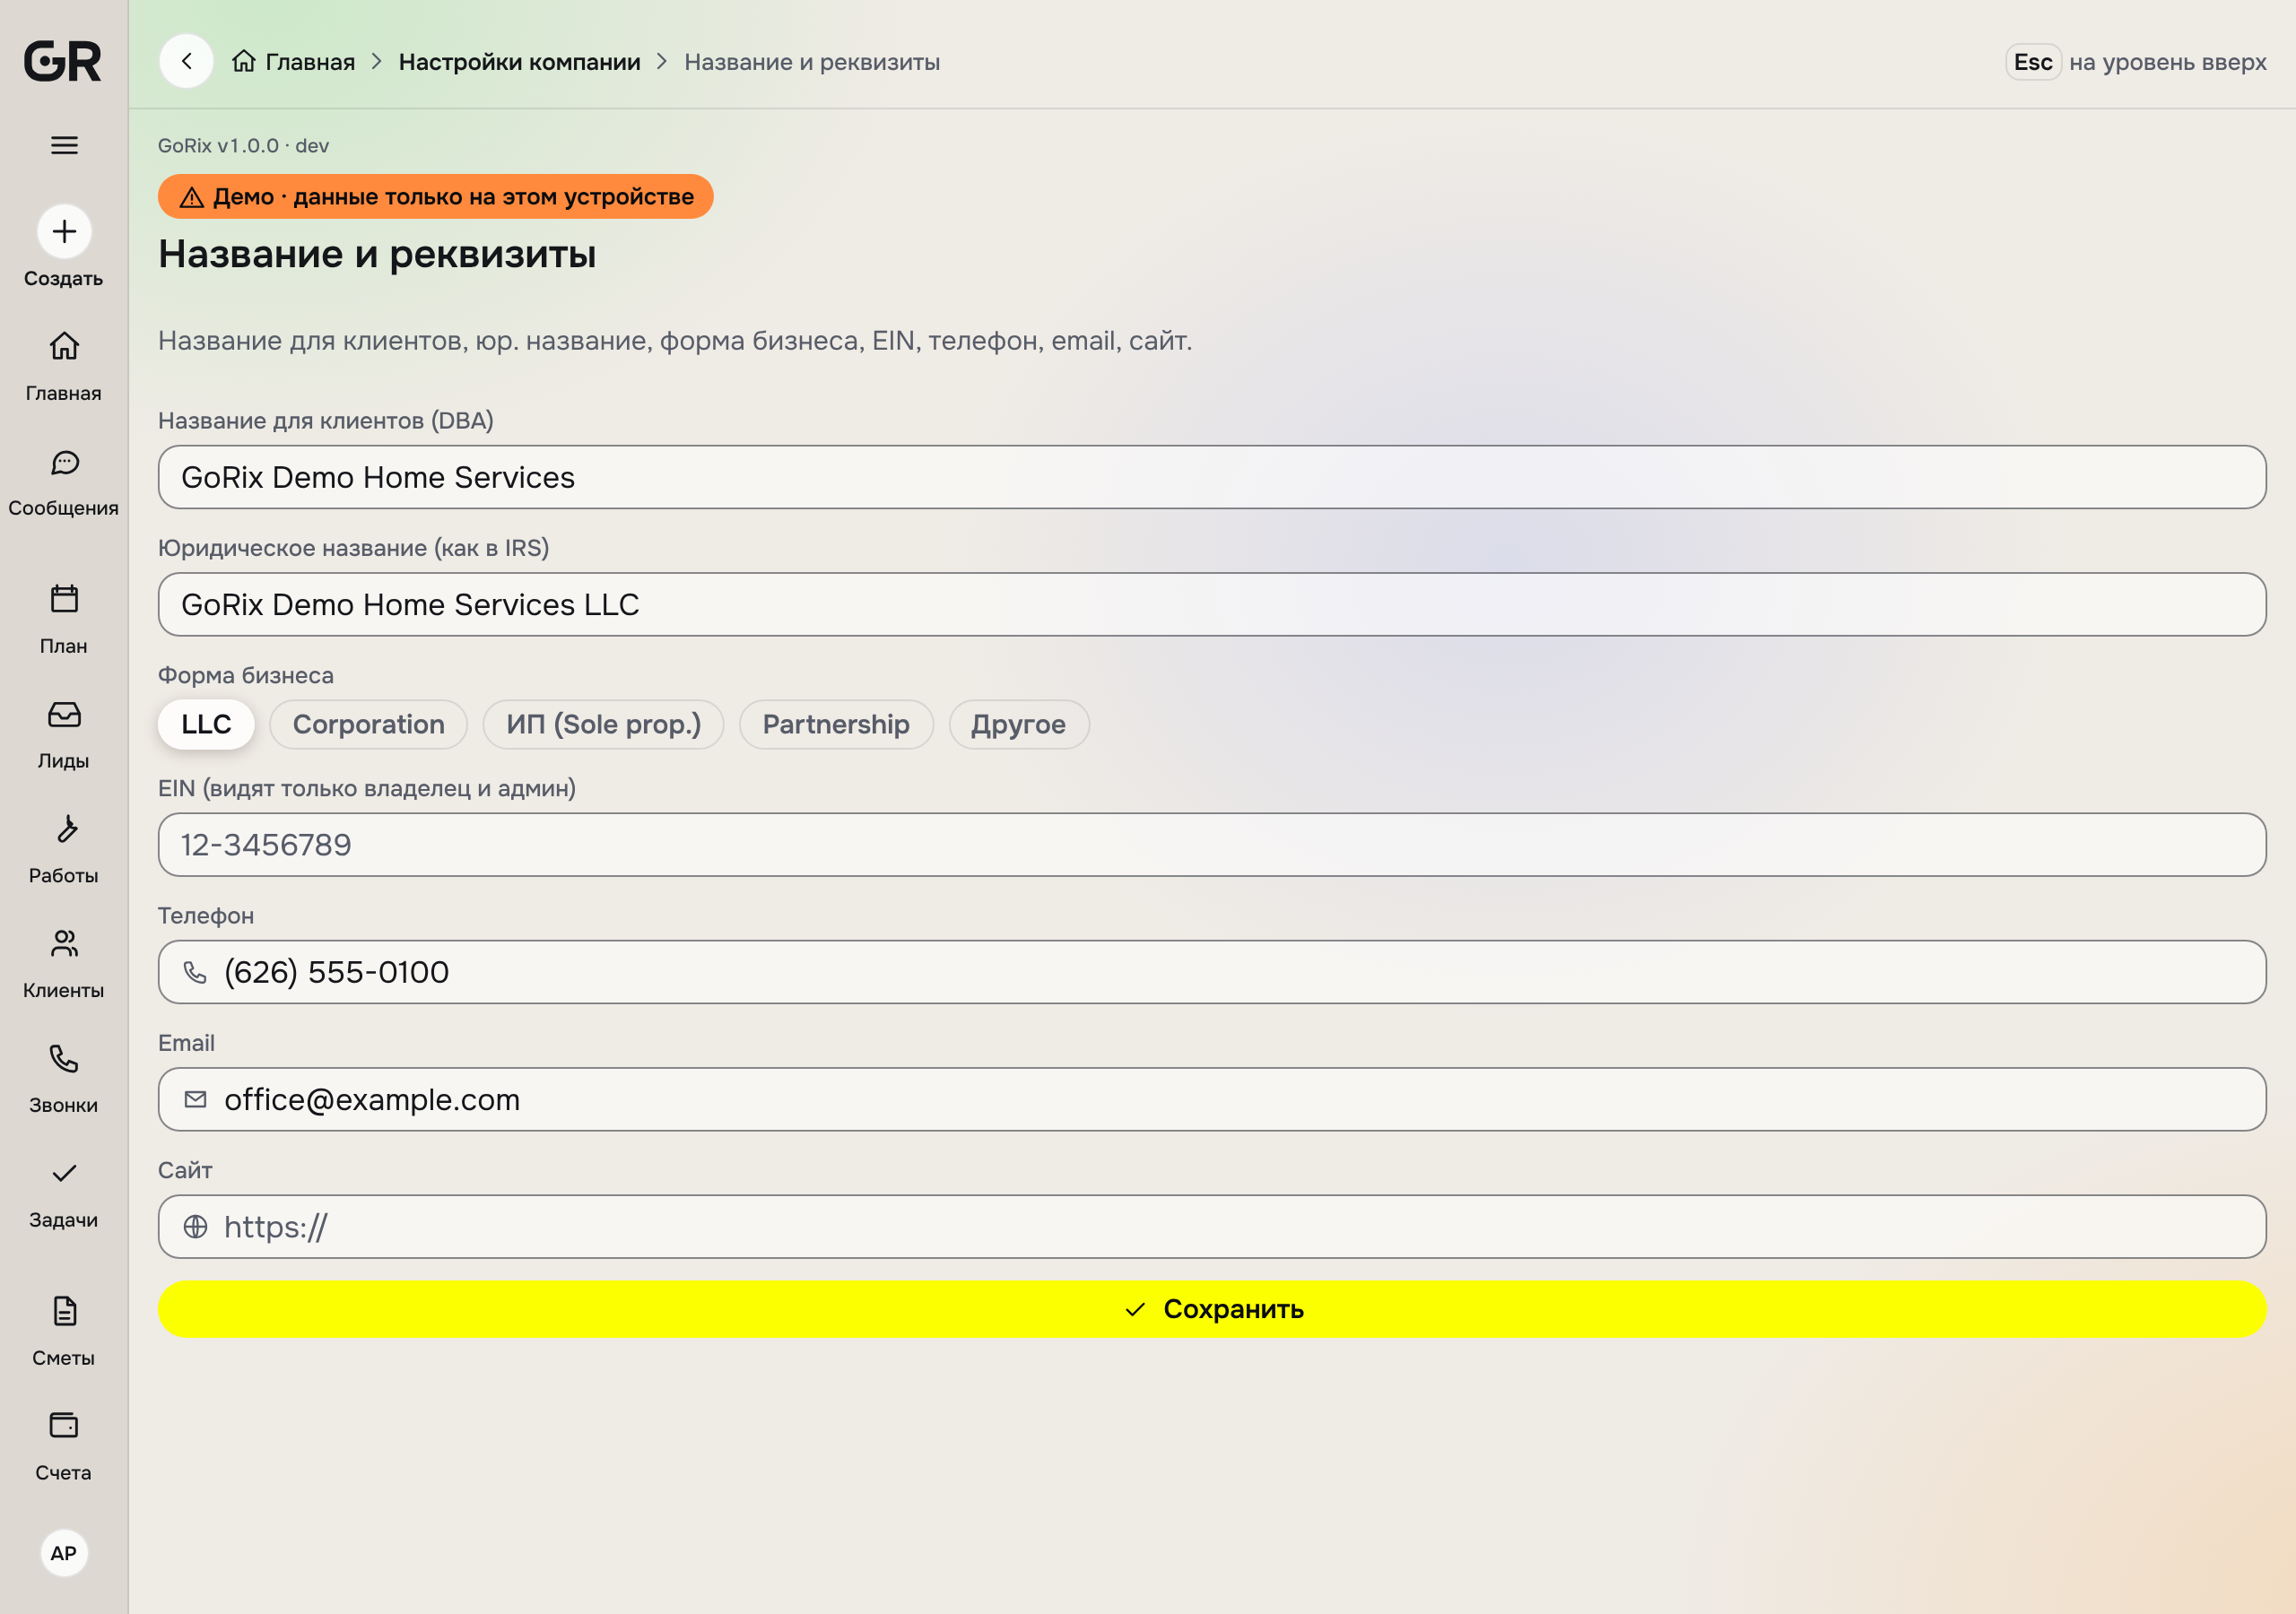 GR
Главная
Настройки компании
Название и реквизиты
Esc на уровень вверх
GoRix v1.0.0 · dev
Демо · данные только на этом устройстве
Название и реквизиты
Название для клиентов, юр. название, форма бизнеса, EIN, телефон, email, сайт.
Название для клиентов (DBA)
GoRix Demo Home Services
Юридическое название (как в IRS)
GoRix Demo Home Services LLC
Форма бизнеса
LLC
Corporation
ИП (Sole prop.)
Partnership
Другое
EIN (видят только владелец и админ)
12-3456789
Телефон
(626) 555-0100
Email
office@example.com
Сайт
https://
Сохранить
Создать
Главная
Сообщения
План
Лиды
Работы
Клиенты
Звонки
Задачи
Сметы
Счета
AP